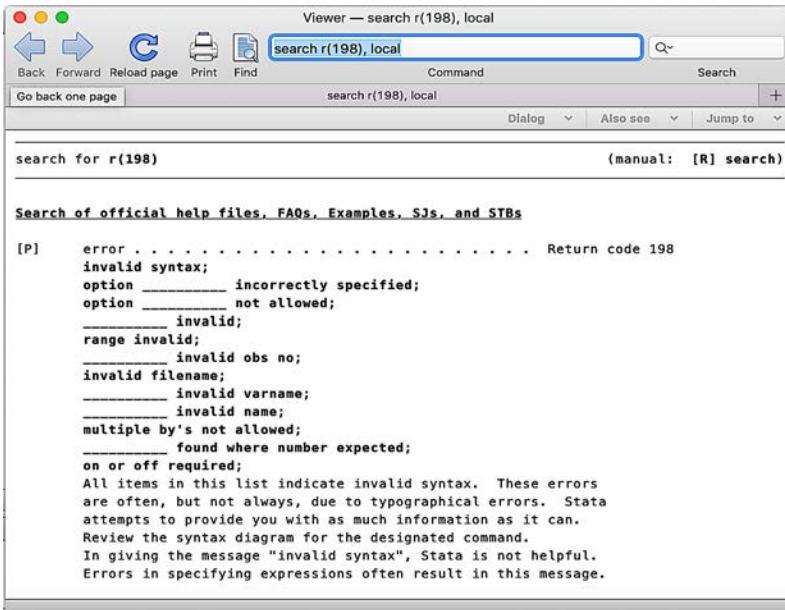 Viewer — search r(198), local
search r(198), local
Back Forward Reload page Print Find Command Search
Go back one page search r(198), local +
Dialog Also see Jump to
search for r(198) (manual: [R] search)
Search of official help files, FAQs, Examples, SJs, and STBs
[P] error . . . . . . . . . . . . . . . . . . . . . . . . . . Return code 198
invalid syntax;
option __________ incorrectly specified;
option __________ not allowed;
__________ invalid;
range invalid;
__________ invalid obs no;
invalid filename;
__________ invalid varname;
__________ invalid name;
multiple by's not allowed;
__________ found where number expected;
on or off required;
All items in this list indicate invalid syntax. These errors
are often, but not always, due to typographical errors. Stata
attempts to provide you with as much information as it can.
Review the syntax diagram for the designated command.
In giving the message "invalid syntax", Stata is not helpful.
Errors in specifying expressions often result in this message.